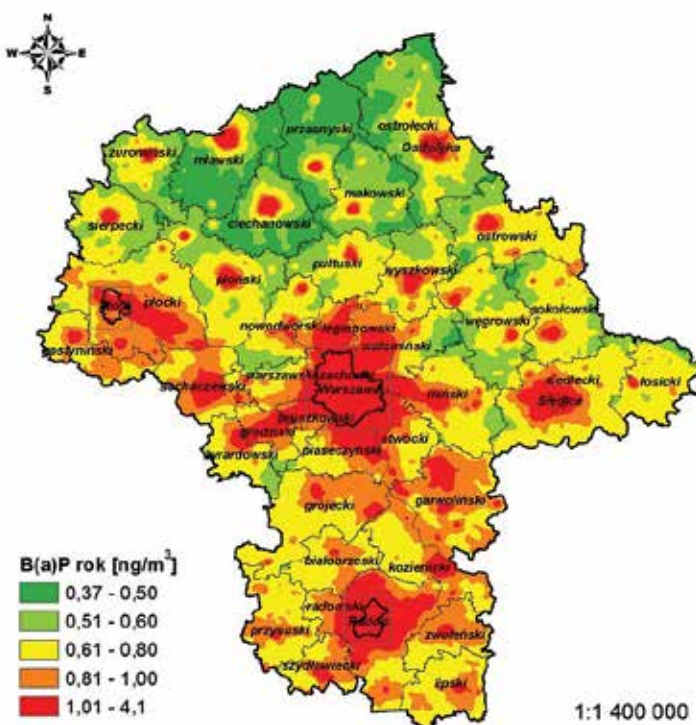 N
W E
S
ostrołęcki
Ostrołęka
przasnyski
żuromiński
mławski
makowski
ciechanowski
sierpecki
ostrowski
pułtuski
wyszkowski
płoński
płocki
Płock
sokołowski
węgrowski
nowodworski
legionowski
wołomiński
gostyniński
warszawski zachodni
Warszawa
sochaczewski
siedlecki
Siedlce
łosicki
miński
pruszkowski
grodziski
otwocki
piaseczyński
żyrardowski
garwoliński
grójecki
białobrzeski
kozienicki
radomski
Radom
przysuski
zwoleński
szydłowiecki
lipski
B(a)P rok [ng/m³]
0,37 - 0,50
0,51 - 0,60
0,61 - 0,80
0,81 - 1,00
1,01 - 4,1
1:1 400 000